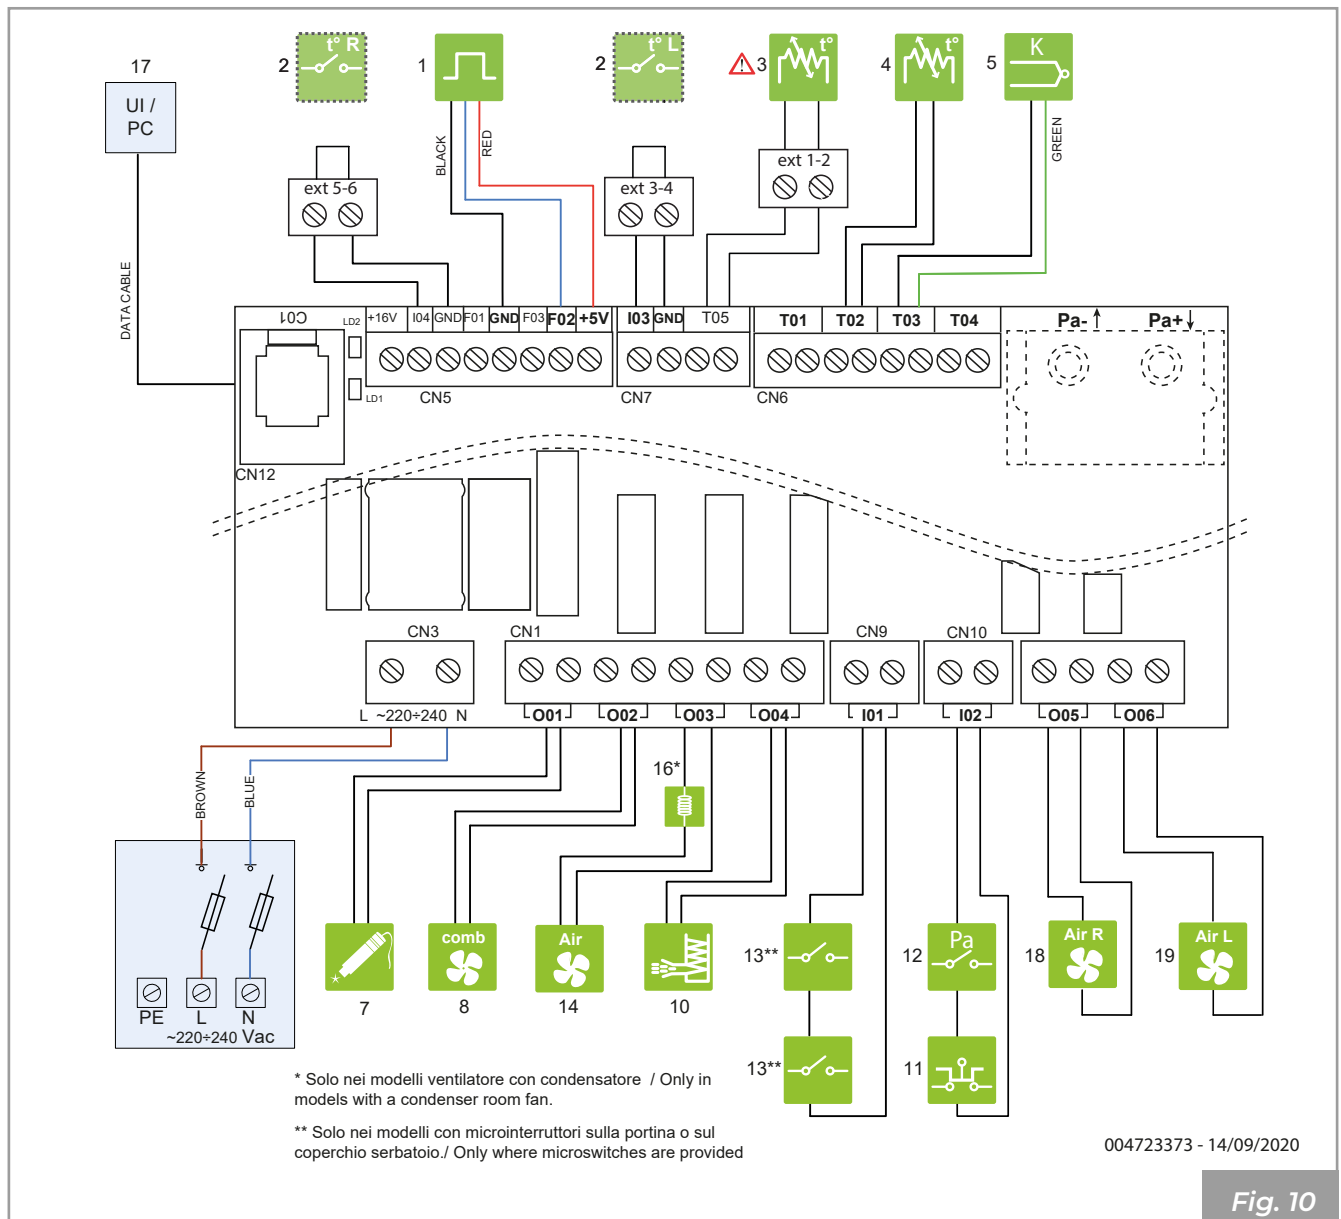 17
UI /
PC
2
t° R
1
2
t° L
3
t°
4
t°
5
K
BLACK
RED
GREEN
ext 5-6
ext 3-4
ext 1-2
DATA CABLE
C01
LD2
LD1
+16V
I04
GND
F01
GND
F03
F02
+5V
I03
GND
T05
T01
T02
T03
T04
Pa-
Pa+
CN5
CN7
CN6
CN12
CN3
CN1
CN9
CN10
L ~220÷240 N
O01
O02
O03
O04
I01
I02
O05
O06
BROWN
BLUE
16*
PE
L
N
~220÷240 Vac
7
comb
8
Air
14
10
13**
13**
Pa
12
11
Air R
18
Air L
19
* Solo nei modelli ventilatore con condensatore / Only in
models with a condenser room fan.
** Solo nei modelli con microinterruttori sulla portina o sul
coperchio serbatoio./ Only where microswitches are provided
004723373 - 14/09/2020
Fig. 10